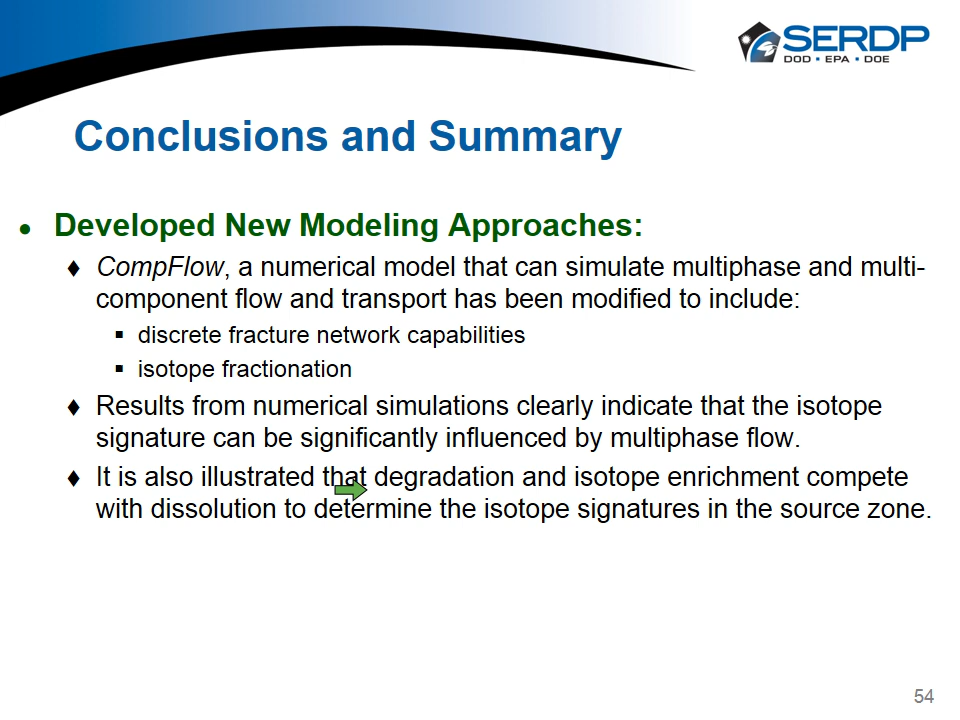 SERDP
DOD • EPA • DOE
Conclusions and Summary
• Developed New Modeling Approaches:
♦ CompFlow, a numerical model that can simulate multiphase and multi-
component flow and transport has been modified to include:
▪ discrete fracture network capabilities
▪ isotope fractionation
♦ Results from numerical simulations clearly indicate that the isotope
signature can be significantly influenced by multiphase flow.
♦ It is also illustrated that degradation and isotope enrichment compete
with dissolution to determine the isotope signatures in the source zone.
54